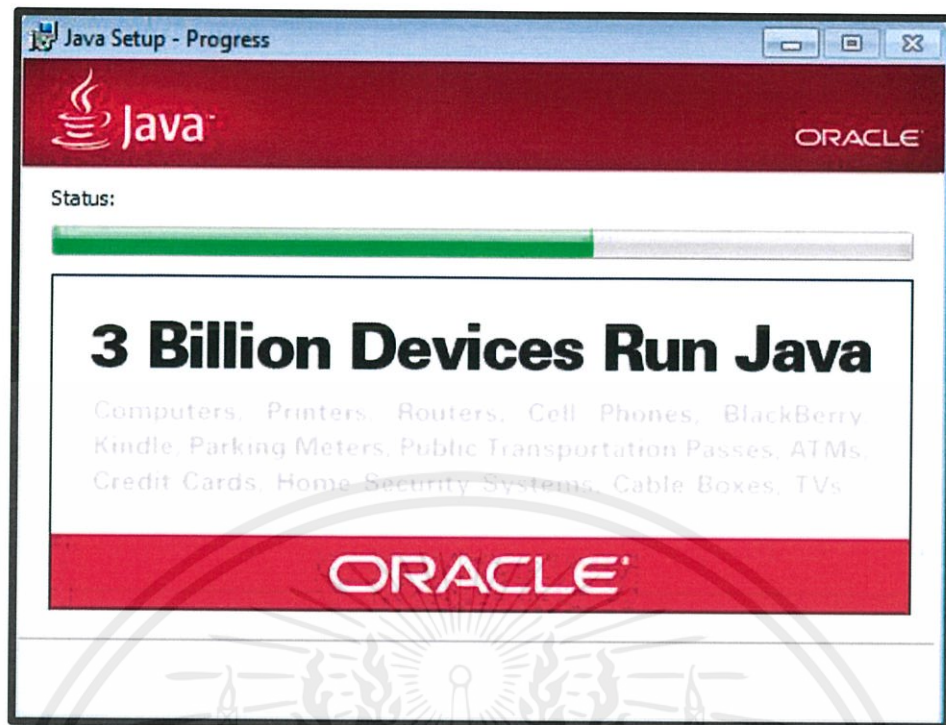 Java Setup - Progress
Java™
ORACLE®
Status:
3 Billion Devices Run Java
Computers, Printers, Routers, Cell Phones, BlackBerry,
Kindle, Parking Meters, Public Transportation Passes, ATMs,
Credit Cards, Home Security Systems, Cable Boxes, TVs
ORACLE®